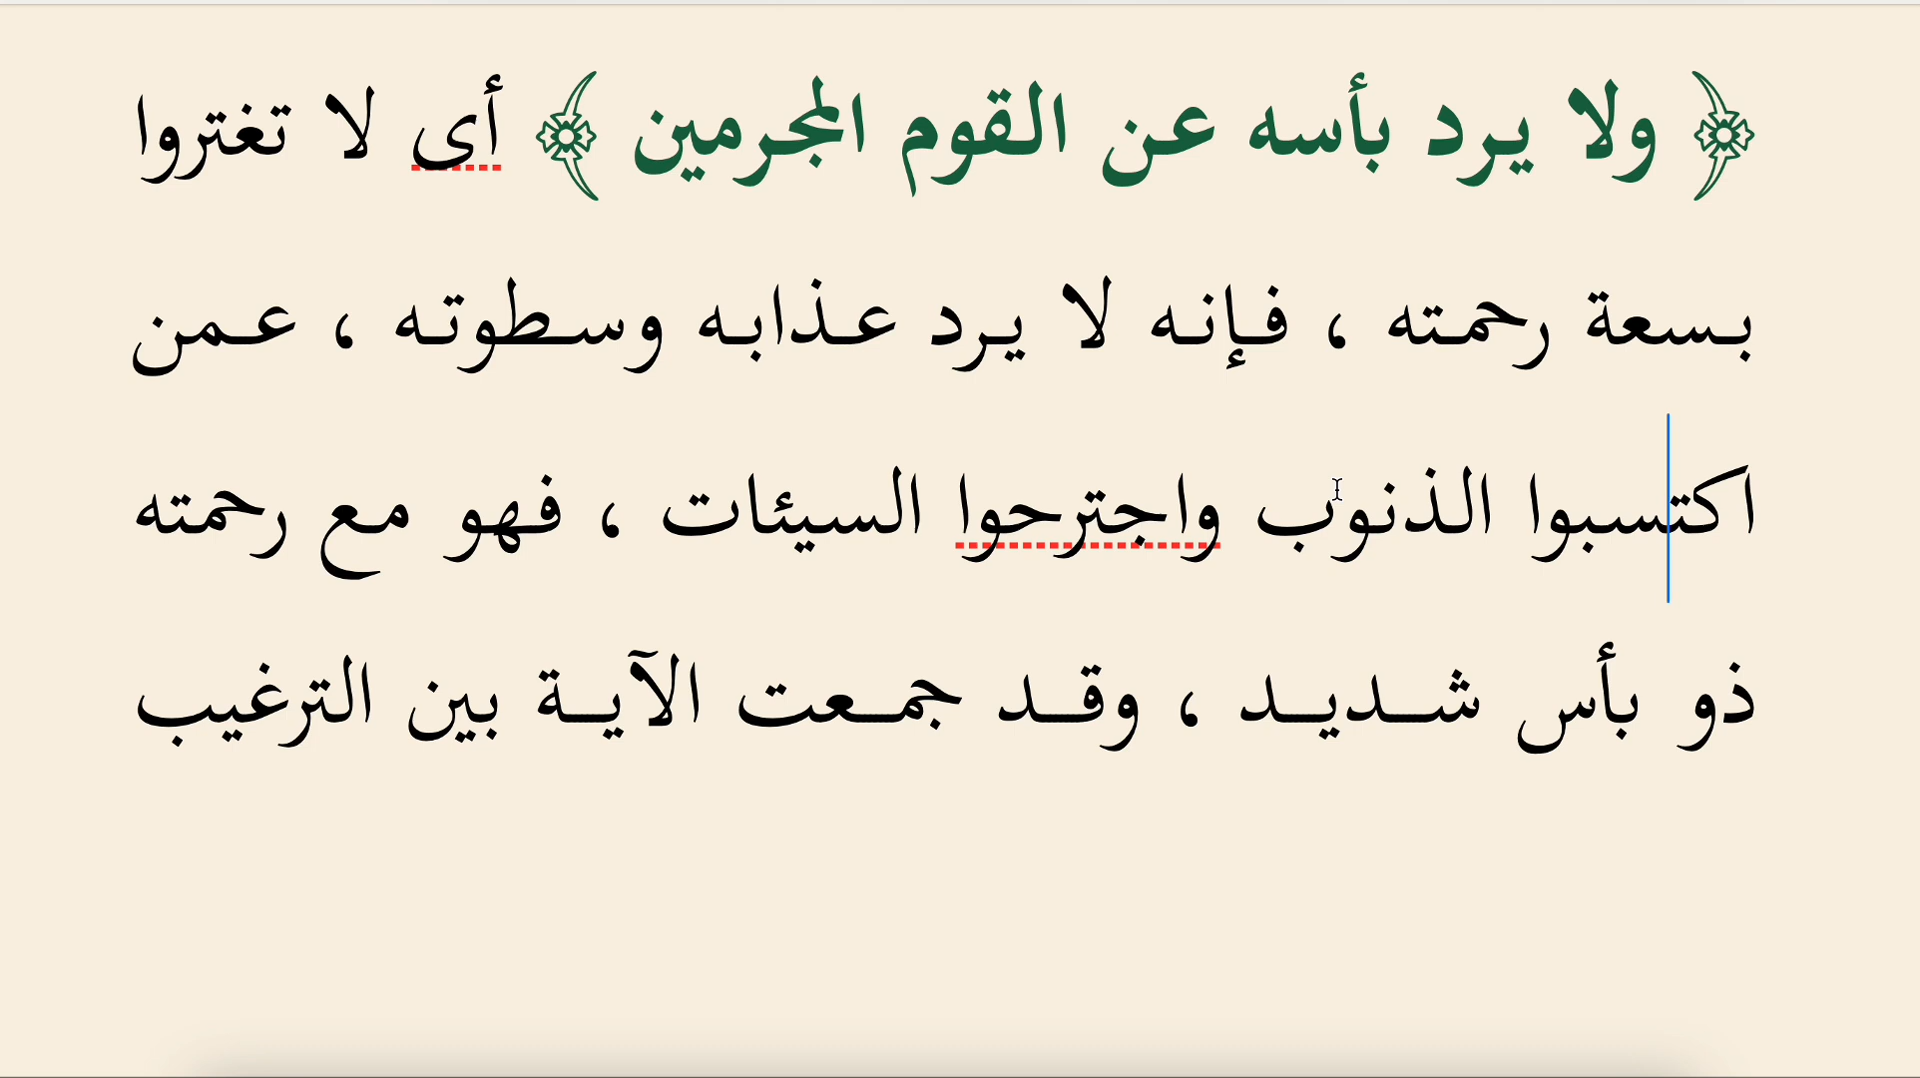 ﴿ ولا يرد بأسه عن القوم المجرمين ﴾ أى لا تغتروا
بسعة رحمته ، فإنه لا يرد عذابه وسطوته ، عمن
اكتسبوا الذنوب واجترحوا السيئات ، فهو مع رحمته
ذو بأس شديد ، وقد جمعت الآية بين الترغيب